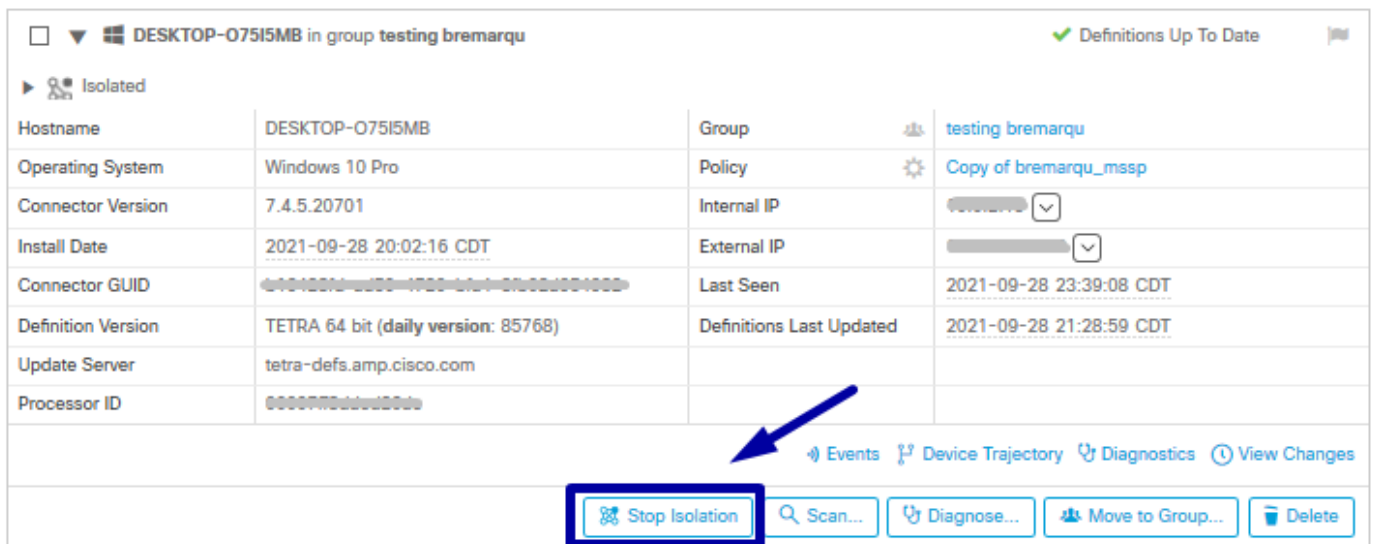 DESKTOP-O75I5MB in group testing bremarqu Definitions Up To Date
Isolated
Hostname DESKTOP-O75I5MB Group testing bremarqu
Operating System Windows 10 Pro Policy Copy of bremarqu_mssp
Connector Version 7.4.5.20701 Internal IP
Install Date 2021-09-28 20:02:16 CDT External IP
Connector GUID Last Seen 2021-09-28 23:39:08 CDT
Definition Version TETRA 64 bit (daily version: 85768) Definitions Last Updated 2021-09-28 21:28:59 CDT
Update Server tetra-defs.amp.cisco.com
Processor ID
Events Device Trajectory Diagnostics View Changes
Stop Isolation Scan... Diagnose... Move to Group... Delete